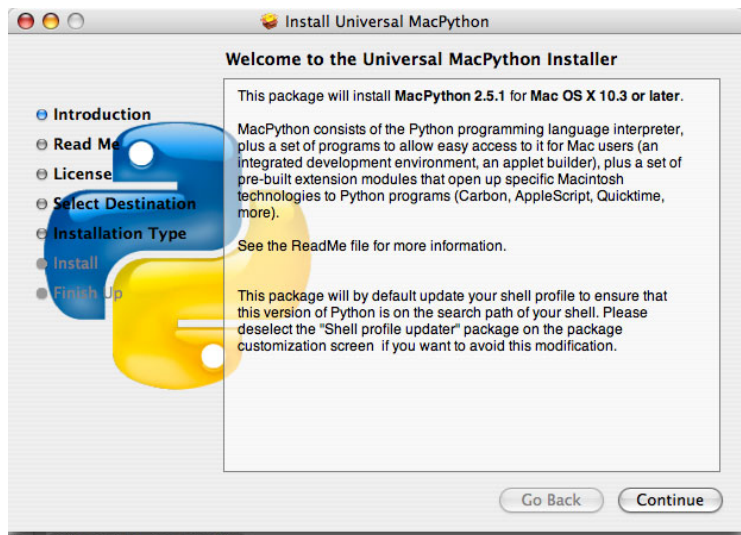 Install Universal MacPython
Welcome to the Universal MacPython Installer
Introduction
Read Me
License
Select Destination
Installation Type
Install
Finish Up
This package will install MacPython 2.5.1 for Mac OS X 10.3 or later.
MacPython consists of the Python programming language interpreter,
plus a set of programs to allow easy access to it for Mac users (an
integrated development environment, an applet builder), plus a set of
pre-built extension modules that open up specific Macintosh
technologies to Python programs (Carbon, AppleScript, Quicktime,
more).
See the ReadMe file for more information.
This package will by default update your shell profile to ensure that
this version of Python is on the search path of your shell. Please
deselect the "Shell profile updater" package on the package
customization screen  if you want to avoid this modification.
Go Back
Continue